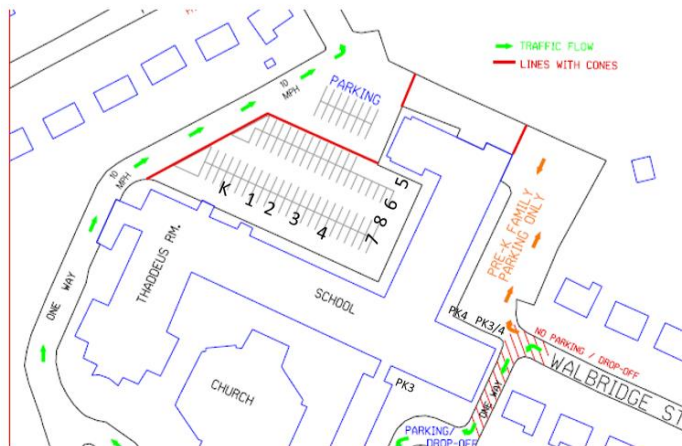 TRAFFIC FLOW
LINES WITH CONES
PARKING
10
MPH
10
MPH
K 1 2 3 4 5 6 8 7
ONE WAY
THADDEUS RM.
SCHOOL
CHURCH
PRE-K FAMILY
PARKING ONLY
PK4 PK3/4
PK3
NO PARKING / DROP-OFF
WALBRIDGE ST
ONE WAY
PARKING/
DROP-OFF